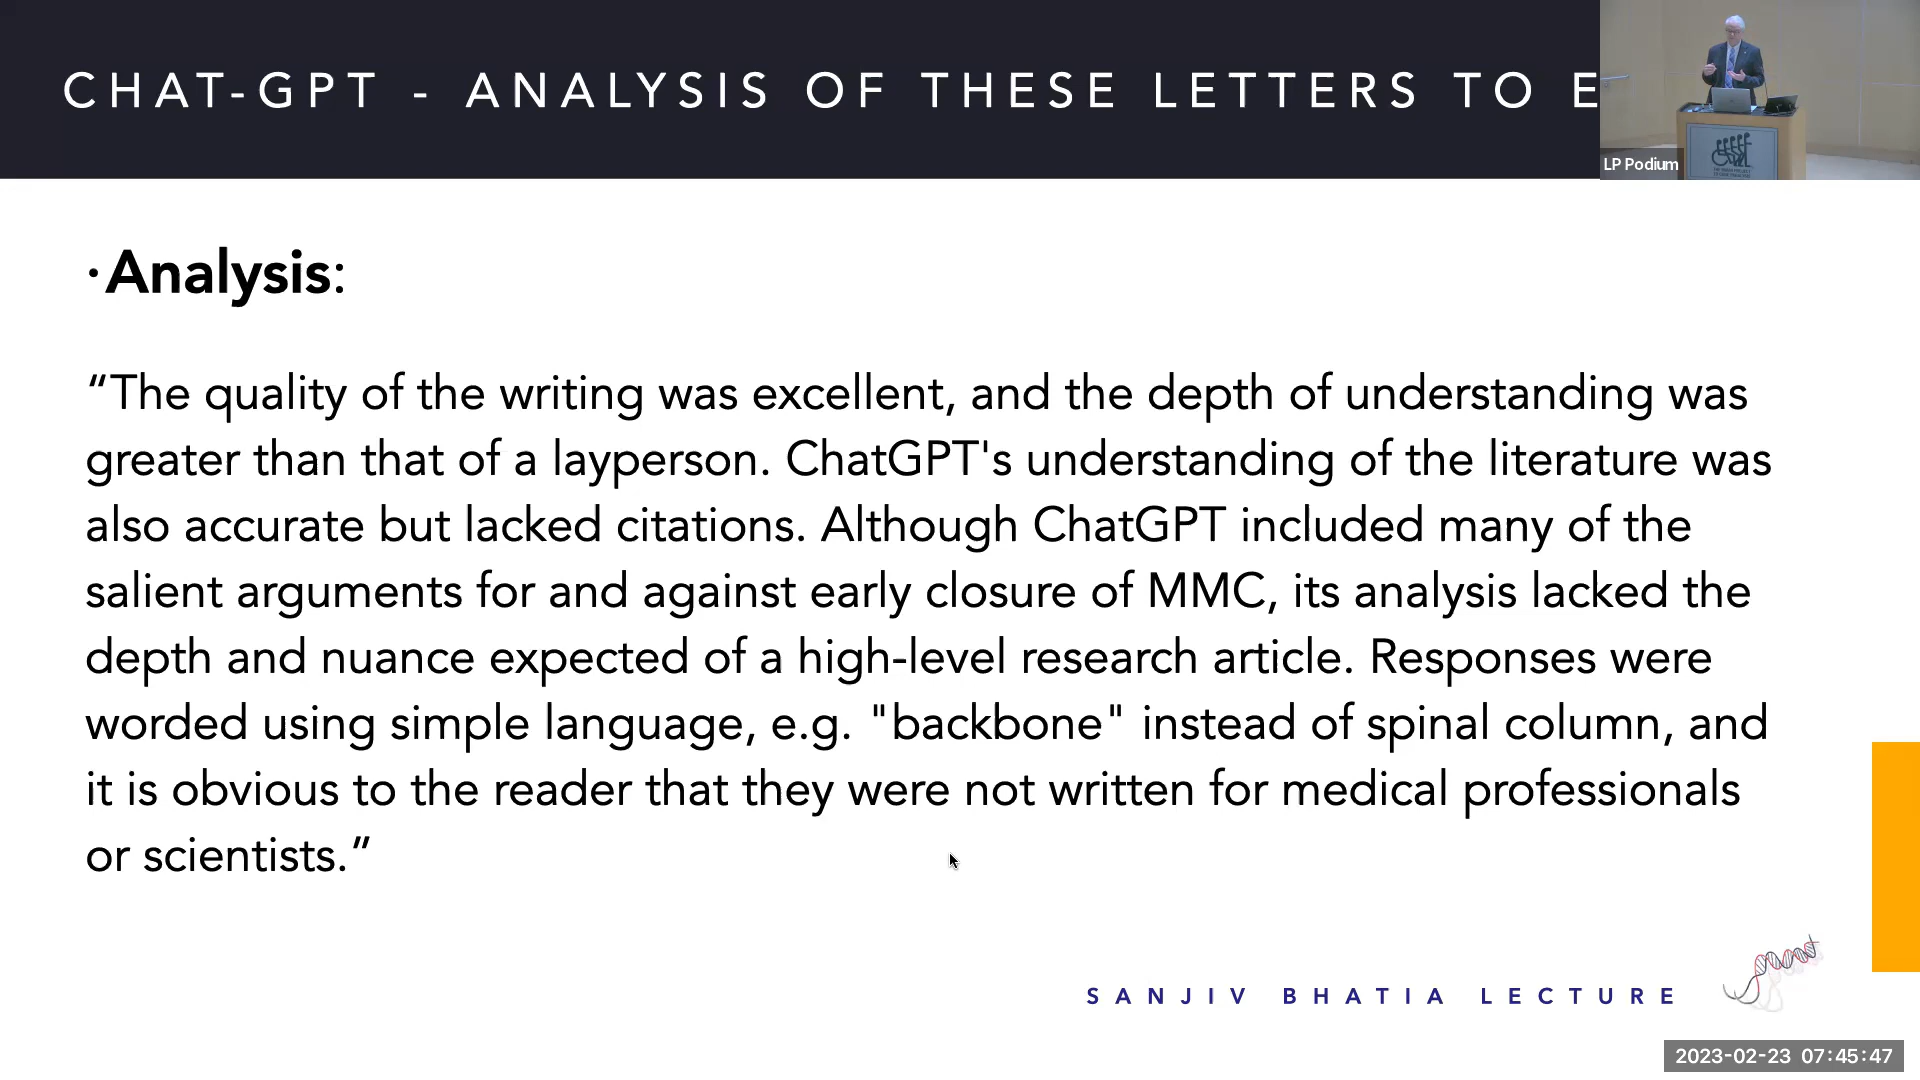 CHAT-GPT - ANALYSIS OF THESE LETTERS TO E
LP Podium
·Analysis:
“The quality of the writing was excellent, and the depth of understanding was
greater than that of a layperson. ChatGPT's understanding of the literature was
also accurate but lacked citations. Although ChatGPT included many of the
salient arguments for and against early closure of MMC, its analysis lacked the
depth and nuance expected of a high-level research article. Responses were
worded using simple language, e.g. "backbone" instead of spinal column, and
it is obvious to the reader that they were not written for medical professionals
or scientists.”
SANJIV BHATIA LECTURE
2023-02-23 07:45:47